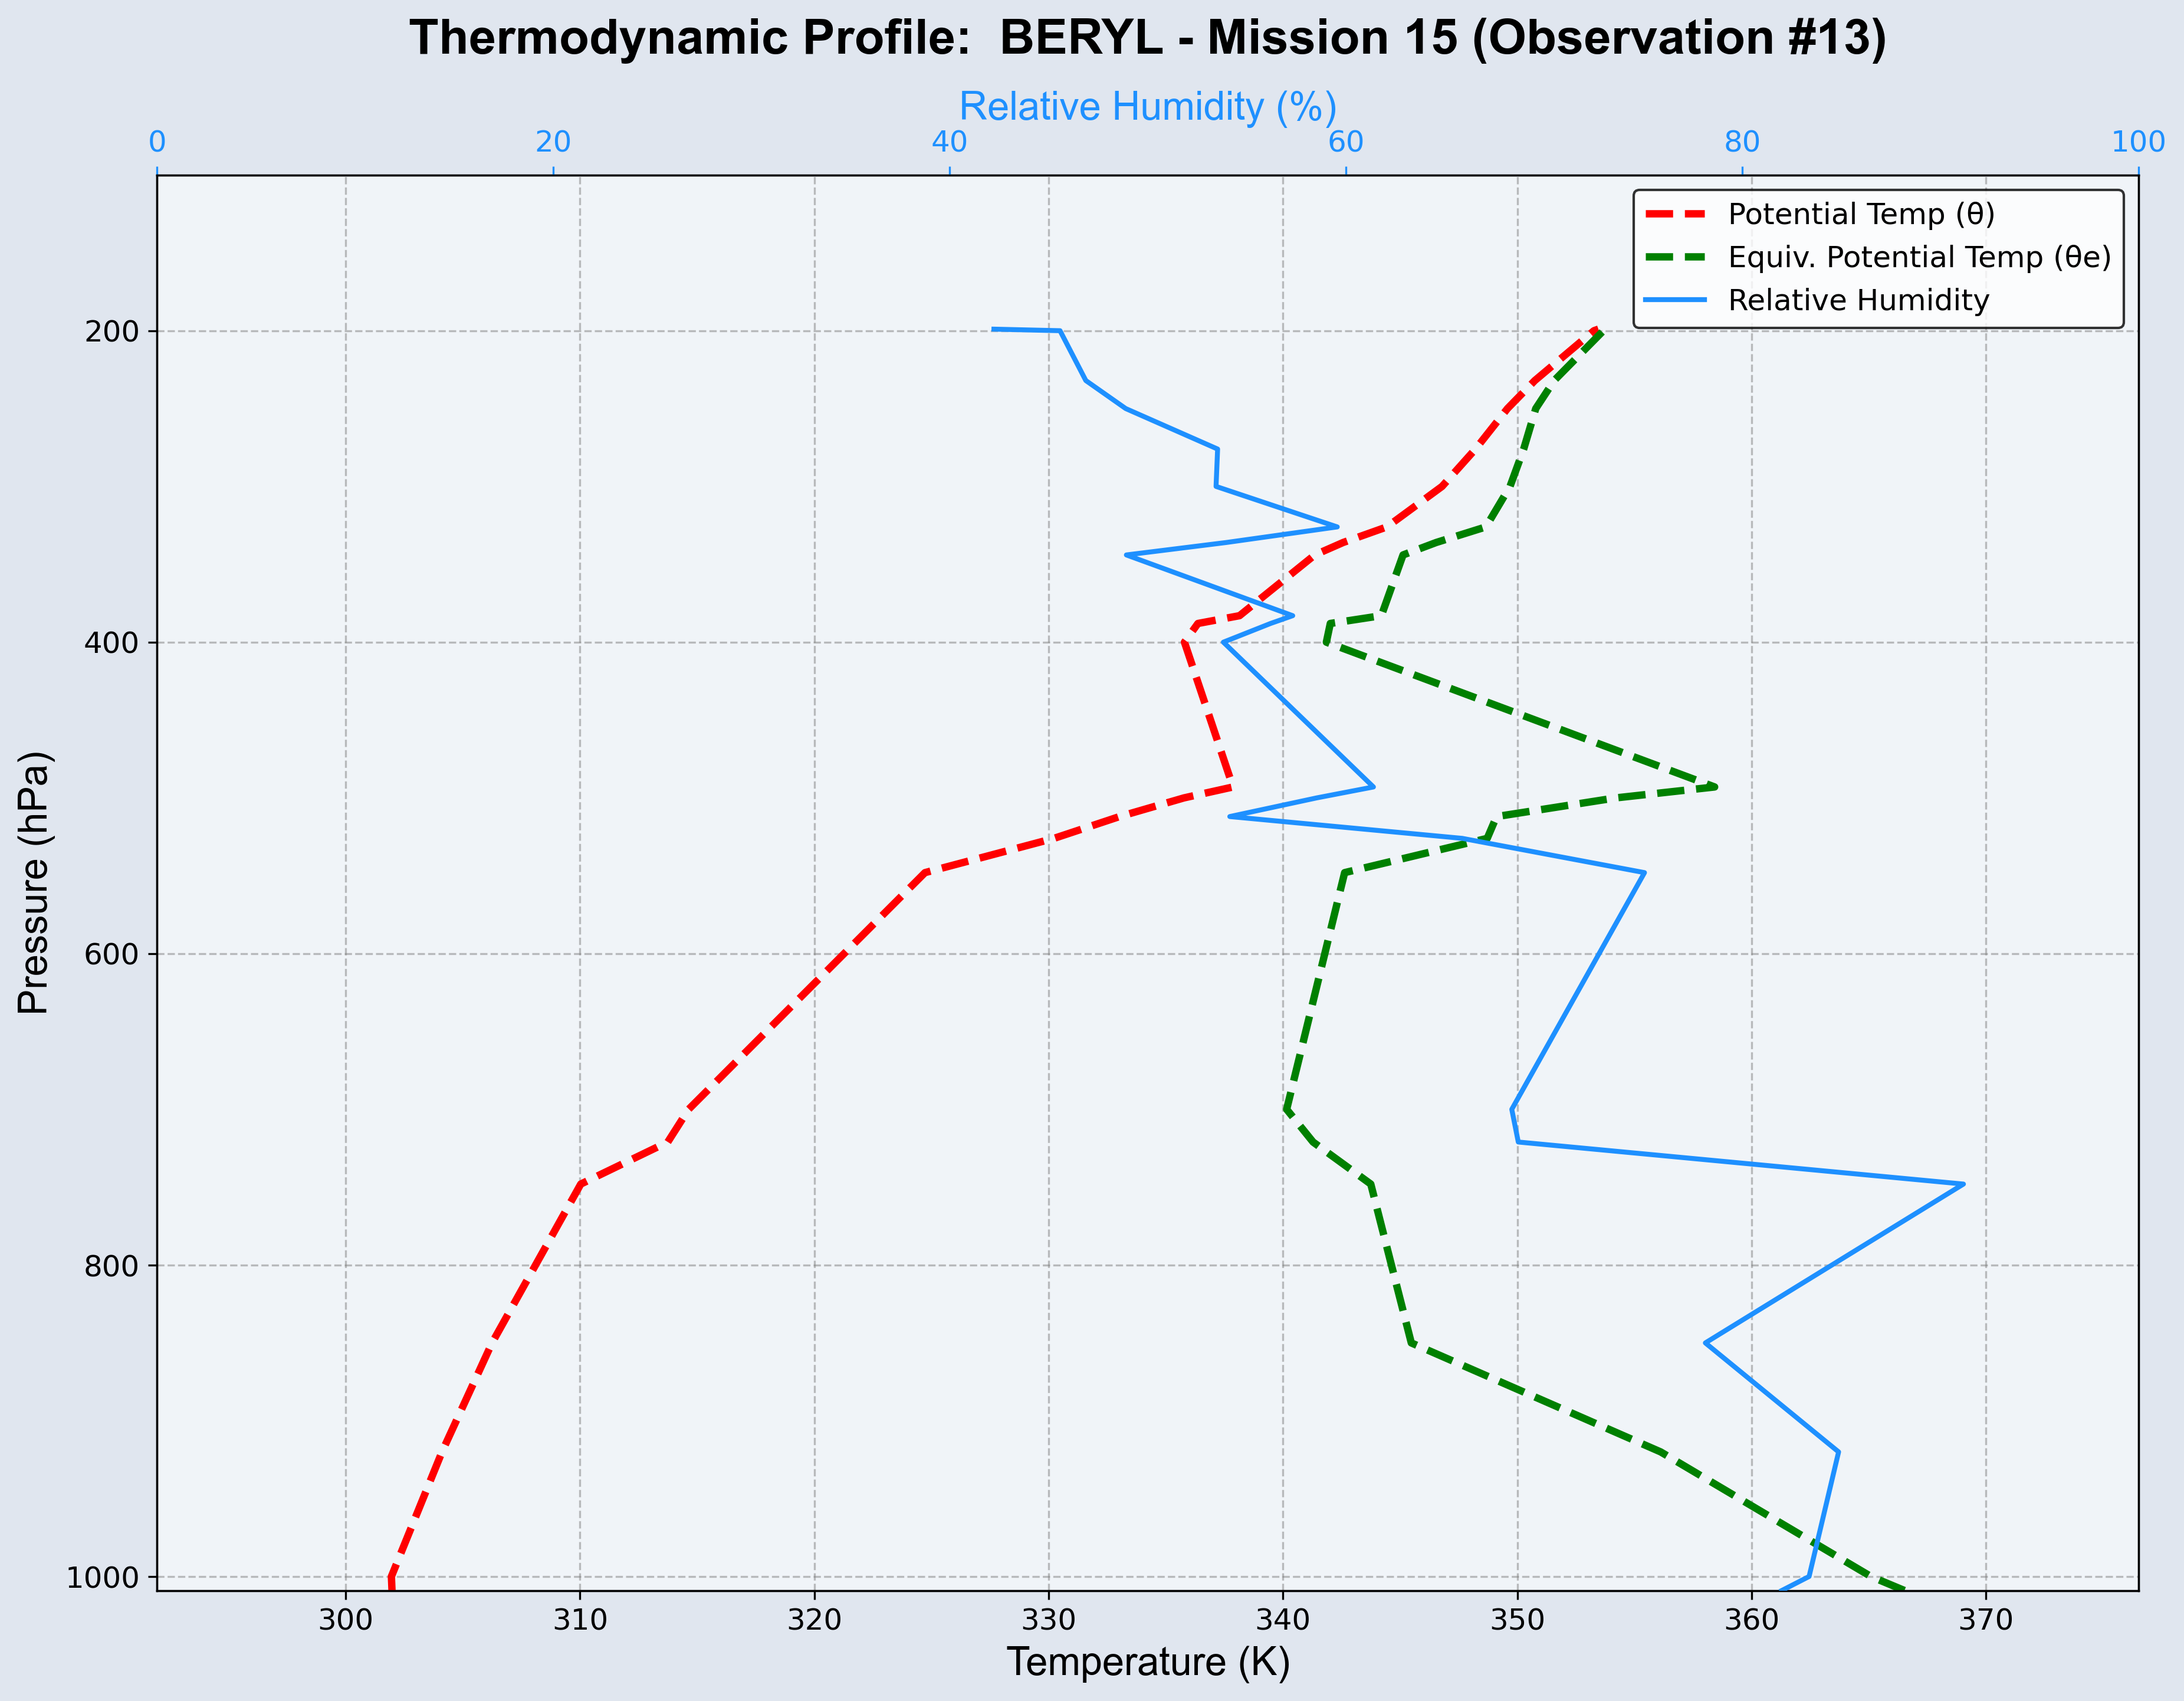 Thermodynamic Profile:  BERYL - Mission 15 (Observation #13)
Relative Humidity (%)
0 20 40 60 80 100
Potential Temp (θ)
Equiv. Potential Temp (θe)
Relative Humidity
Pressure (hPa)
200
400
600
800
1000
300 310 320 330 340 350 360 370
Temperature (K)